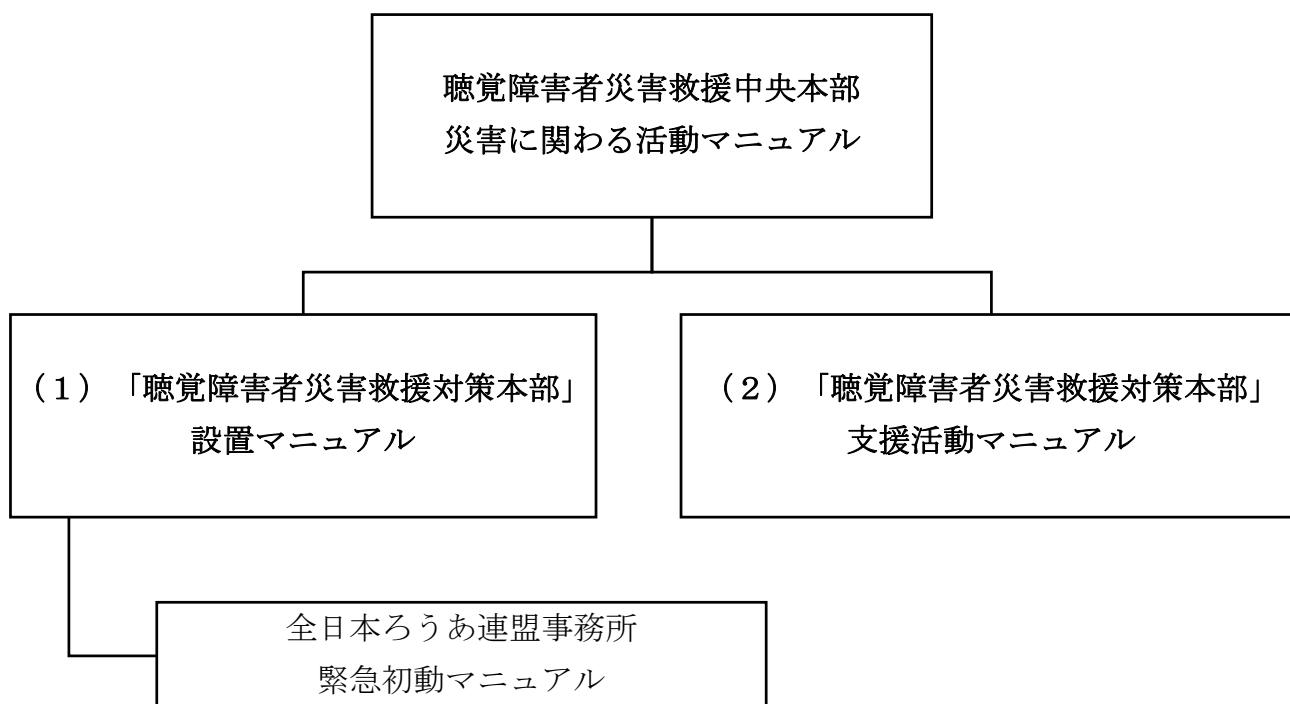 聴覚障害者災害救援中央本部
災害に関わる活動マニュアル
（１）「聴覚障害者災害救援対策本部」
設置マニュアル
（２）「聴覚障害者災害救援対策本部」
支援活動マニュアル
全日本ろうあ連盟事務所
緊急初動マニュアル